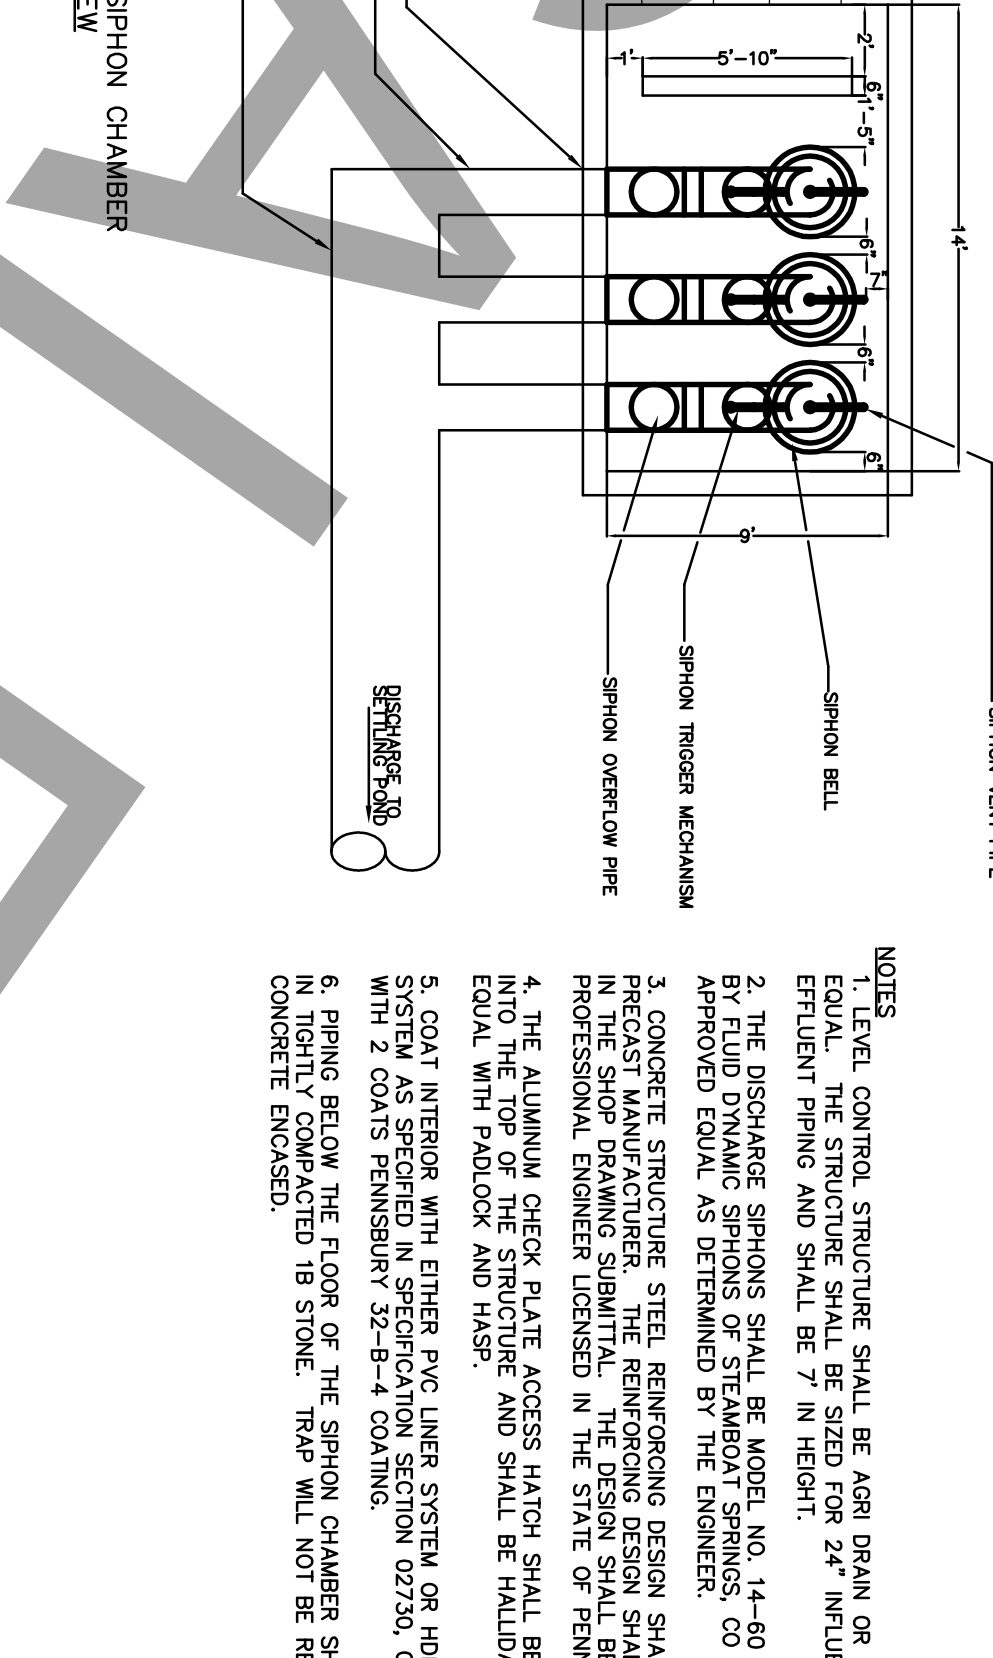 SIPHON CHAMBER
2'
6"
1'-5"
1'
5'-10"
14'
6"
7"
6"
6"
9'
SIPHON BELL
SIPHON TRIGGER MECHANISM
SIPHON OVERFLOW PIPE
DISCHARGE TO
SETTLING POND
NOTES
1. LEVEL CONTROL STRUCTURE SHALL BE AGRI DRAIN OR
EQUAL. THE STRUCTURE SHALL BE SIZED FOR 24"
EFFLUENT PIPING AND SHALL BE 7' IN HEIGHT.
2. THE DISCHARGE SIPHONS SHALL BE MODEL NO. 14-60
BY FLUID DYNAMIC SIPHONS OF STEAMBOAT SPRINGS, CO
APPROVED EQUAL AS DETERMINED BY THE ENGINEER.
3. CONCRETE STRUCTURE STEEL REINFORCING DESIGN
PRECAST MANUFACTURER. THE REINFORCING DESIGN
IN THE SHOP DRAWING SUBMITTAL. THE DESIGN SHALL BE
PROFESSIONAL ENGINEER LICENSED IN THE STATE OF
4. THE ALUMINUM CHECK PLATE ACCESS HATCH SHALL BE
INTO THE TOP OF THE STRUCTURE AND SHALL BE
EQUAL WITH PADLOCK AND HASP.
5. COAT INTERIOR WITH EITHER PVC LINER SYSTEM OR
SYSTEM AS SPECIFIED IN SPECIFICATION SECTION 02730,
WITH 2 COATS PENNSBURY 32-B-4 COATING.
6. PIPING BELOW THE FLOOR OF THE SIPHON CHAMBER
IN TIGHTLY COMPACTED 1B STONE. TRAP WILL NOT BE
CONCRETE ENCASED.